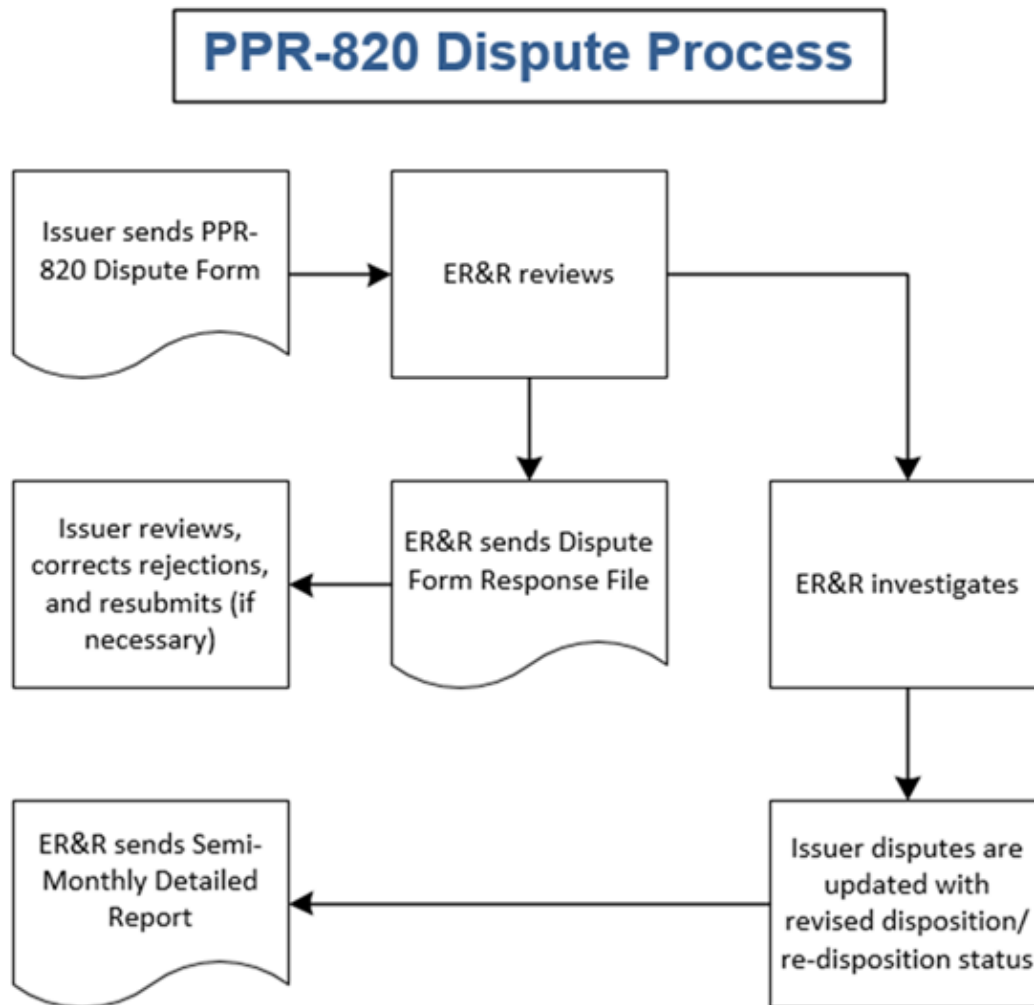 PPR-820 Dispute Process
Issuer sends PPR-
820 Dispute Form
ER&R reviews
Issuer reviews,
corrects rejections,
and resubmits (if
necessary)
ER&R sends Dispute
Form Response File
ER&R investigates
ER&R sends Semi-
Monthly Detailed
Report
Issuer disputes are
updated with
revised disposition/
re-disposition status